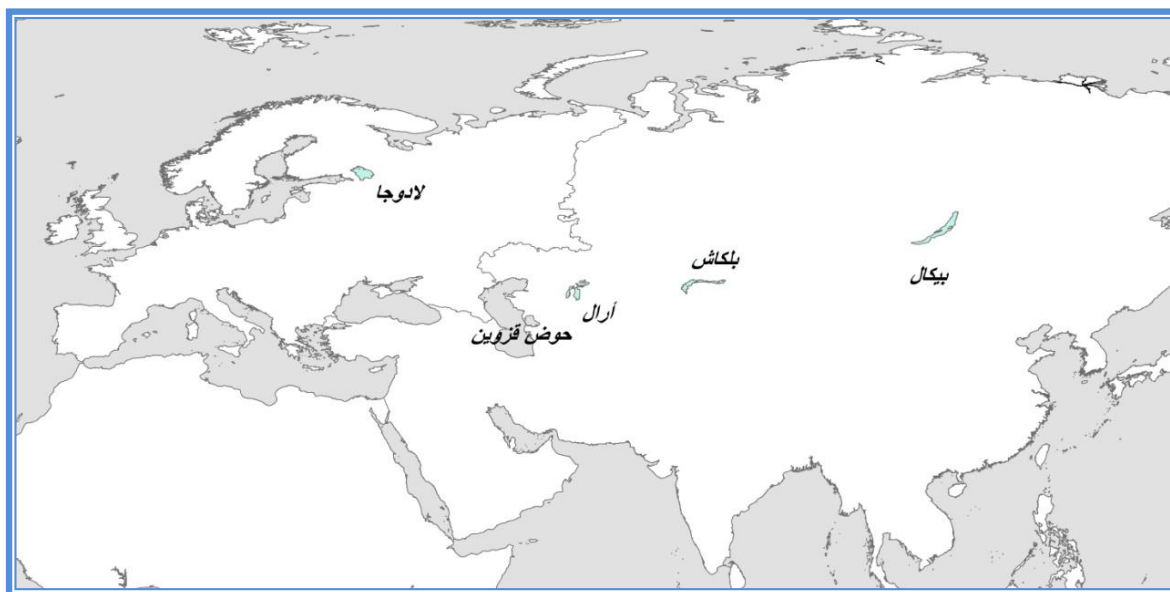 لادوجا
بلكاش
بيكال
أرال
حوض قزوين